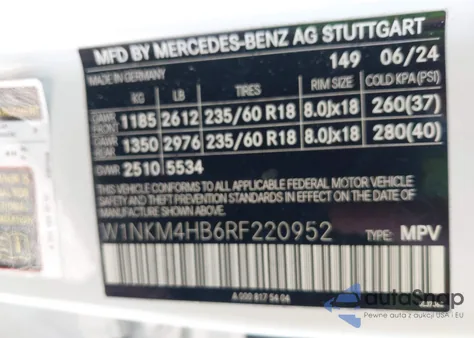 MFD BY MERCEDES-BENZ AG STUTTGART
149 06/24
MADE IN GERMANY
KG LB TIRES RIM SIZE COLD KPA (PSI)
GAWR FRONT 1185 2612 235/60 R18 8.0Jx18 260(37)
GAWR REAR 1350 2976 235/60 R18 8.0Jx18 280(40)
GVWR 2510 5534
THIS VEHICLE CONFORMS TO ALL APPLICABLE FEDERAL MOTOR VEHICLE
SAFETY AND THEFT PREVENTION STANDARDS IN EFFECT ON THE DATE OF
MANUFACTURE SHOWN ABOVE.
W1NKM4HB6RF220952 TYPE: MPV
A 000 817 54 04
autoSnap
Pewne auta z aukcji USA i EU